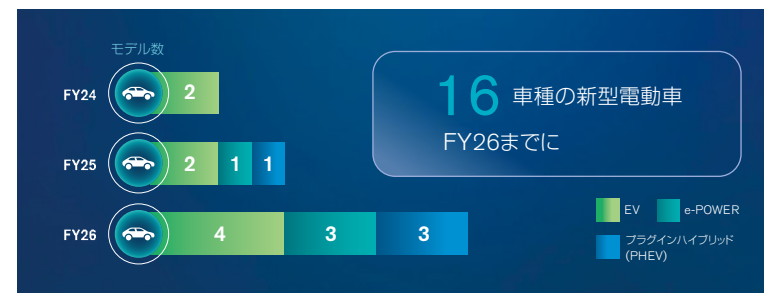 モデル数
FY24 2
16 車種の新型電動車
FY26までに
FY25 2 1 1
FY26 4 3 3
EV e-POWER
プラグインハイブリッド
(PHEV)